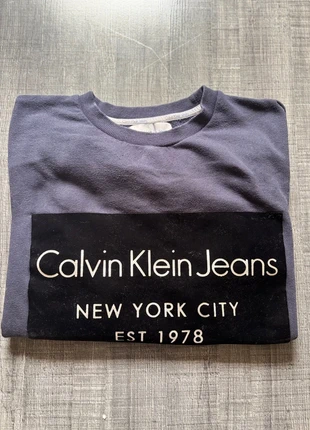 Calvin Klein Jeans
NEW YORK CITY
EST 1978